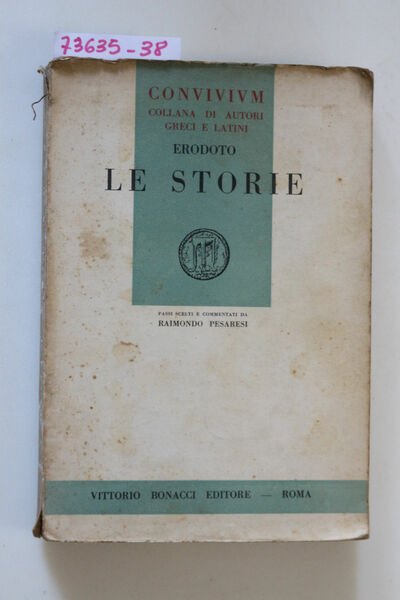 73635-38
CONVIVIVM
COLLANA DI AUTORI
GRECI E LATINI
ERODOTO
LE STORIE
PASSI SCELTI E COMMENTATI DA
RAIMONDO PESARESI
VITTORIO BONACCI EDITORE — ROMA